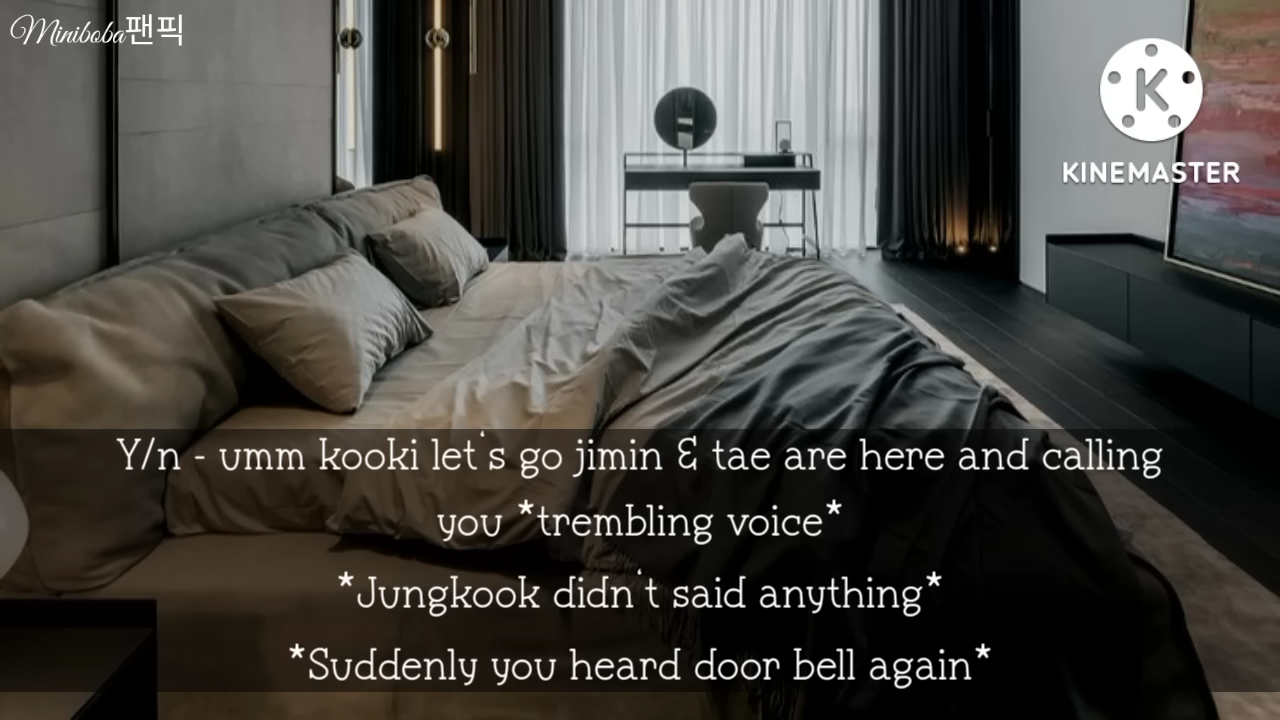 Miniboba팬픽
K
KINEMASTER
Y/n - umm kooki let's go jimin & tae are here and calling
you *trembling voice*
*Jungkook didn't said anything*
*Suddenly you heard door bell again*